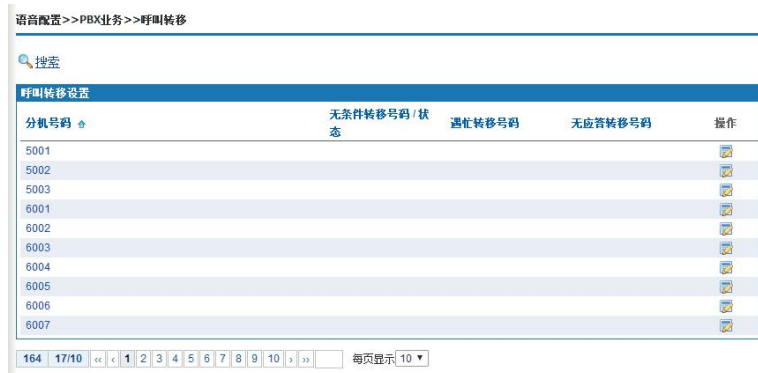 语音配置>>PBX业务>>呼叫转移
搜索
呼叫转移设置
分机号码 无条件转移号码/状态 遇忙转移号码 无应答转移号码 操作
5001
5002
5003
6001
6002
6003
6004
6005
6006
6007
164 17/10 ‹‹ ‹ 1 2 3 4 5 6 7 8 9 10 › ›› 每页显示 10